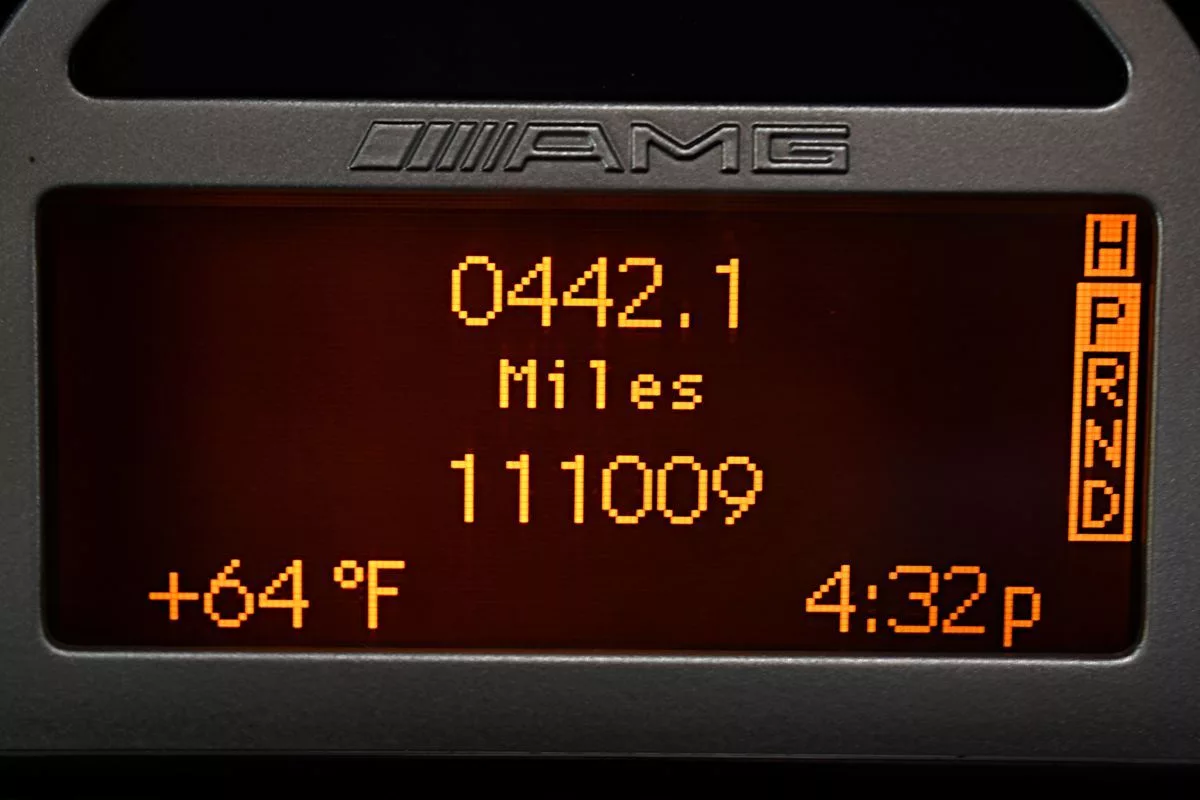 AMG
0442.1
Miles
111009
+64 °F
4:32p
H
P
R
N
D